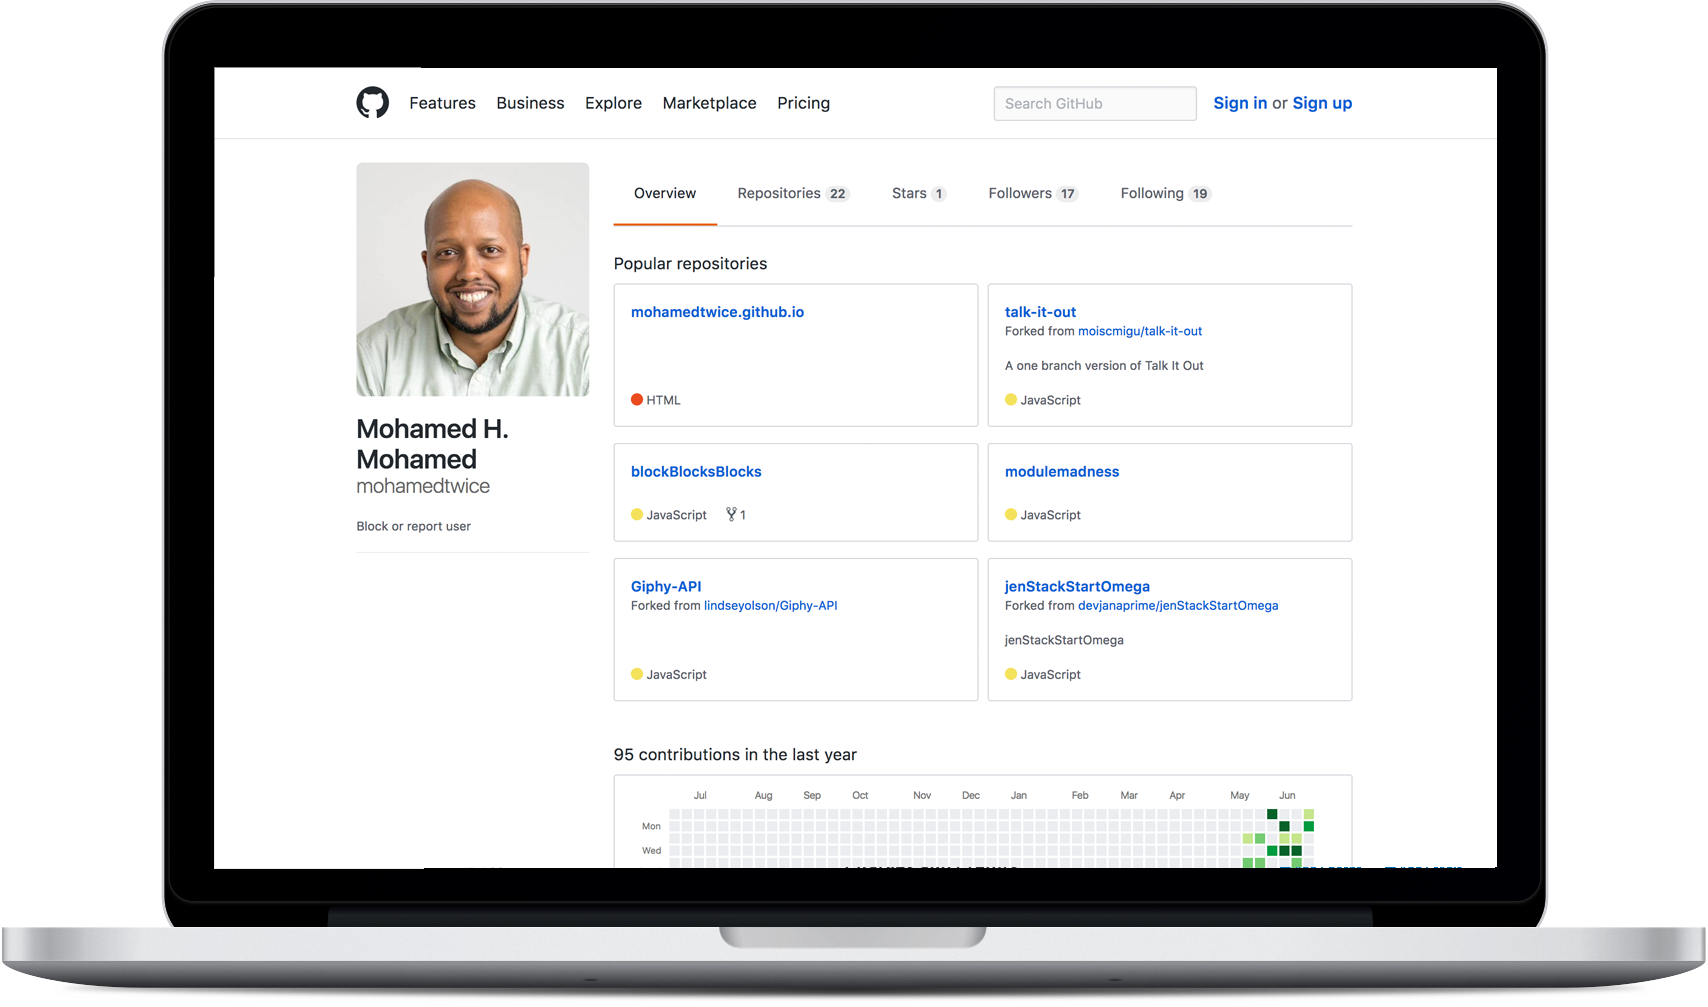 Features Business Explore Marketplace Pricing Search GitHub Sign in or Sign up
Overview Repositories 22 Stars 1 Followers 17 Following 19
Mohamed H.
Mohamed
mohamedtwice
Block or report user
Popular repositories
mohamedtwice.github.io
HTML
talk-it-out
Forked from moiscmigu/talk-it-out
A one branch version of Talk It Out
JavaScript
blockBlocksBlocks
JavaScript 1
modulemadness
JavaScript
Giphy-API
Forked from lindseyolson/Giphy-API
JavaScript
jenStackStartOmega
Forked from devjanaprime/jenStackStartOmega
jenStackStartOmega
JavaScript
95 contributions in the last year
Jul Aug Sep Oct Nov Dec Jan Feb Mar Apr May Jun
Mon
Wed